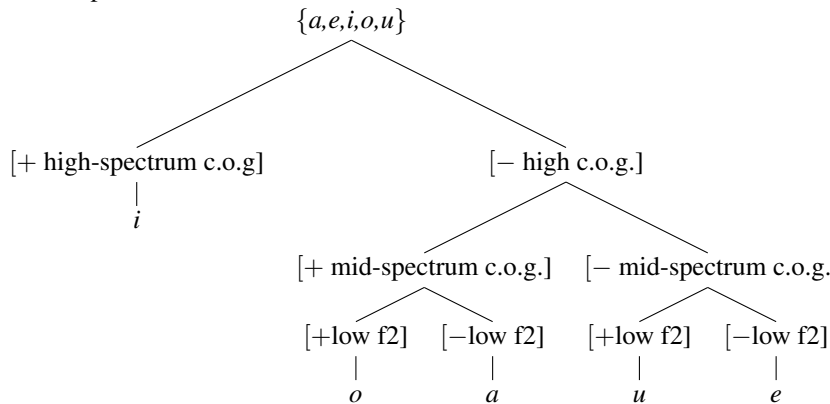 {a,e,i,o,u}
[+ high-spectrum c.o.g] [− high c.o.g.]
i
[+ mid-spectrum c.o.g.] [− mid-spectrum c.o.g.
[+low f2] [−low f2] [+low f2] [−low f2]
o a u e